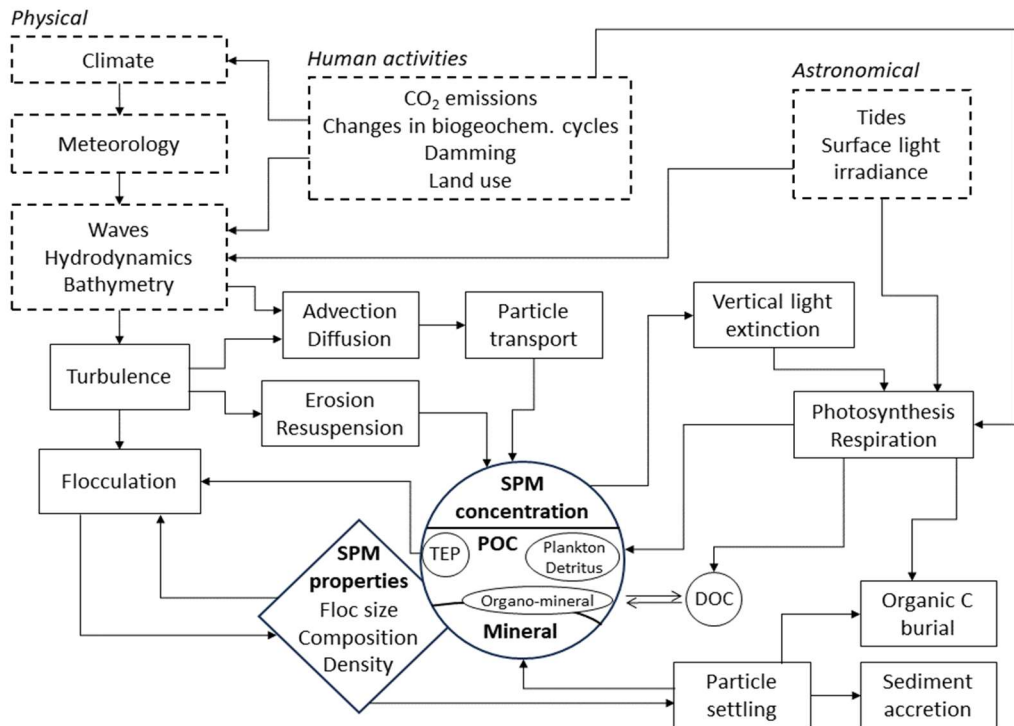 Physical
Climate
Meteorology
Waves
Hydrodynamics
Bathymetry
Human activities
CO₂ emissions
Changes in biogeochem. cycles
Damming
Land use
Astronomical
Tides
Surface light
irradiance
Turbulence
Advection
Diffusion
Particle
transport
Vertical light
extinction
Erosion
Resuspension
Photosynthesis
Respiration
Flocculation
SPM
concentration
TEP
POC
Plankton
Detritus
Organo-mineral
Mineral
DOC
SPM
properties
Floc size
Composition
Density
Organic C
burial
Particle
settling
Sediment
accretion